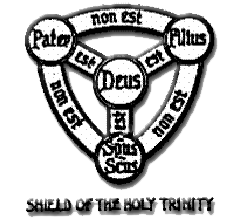 non est
Pater
Filius
est
est
Deus
non est
non est
est
Spus
Scus
SHIELD OF THE HOLY TRINITY